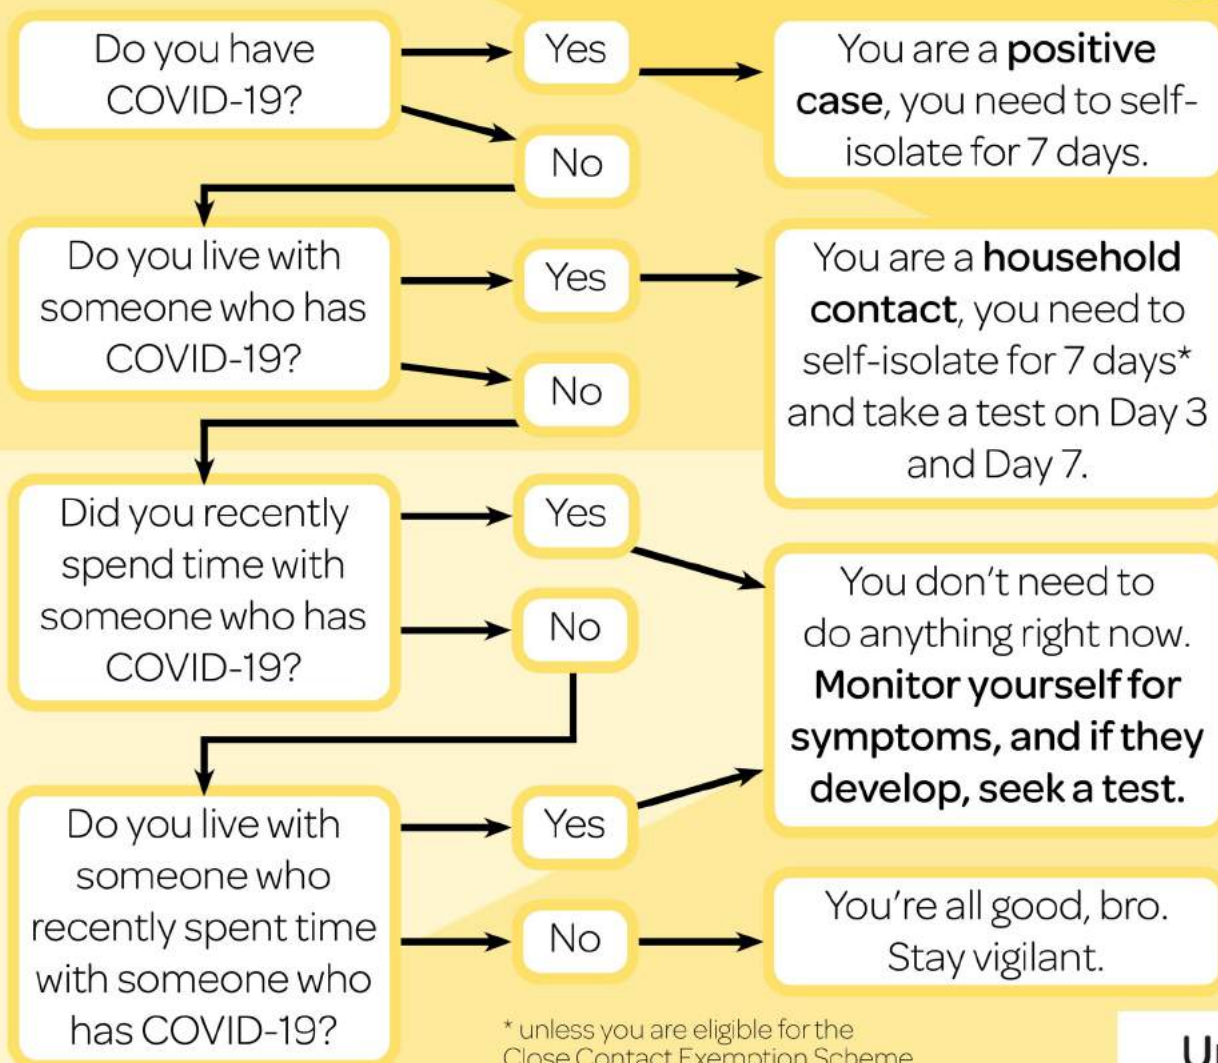 Do you have
COVID-19?
Yes
No
You are a positive
case, you need to self-
isolate for 7 days.
Do you live with
someone who has
COVID-19?
Yes
No
You are a household
contact, you need to
self-isolate for 7 days*
and take a test on Day 3
and Day 7.
Did you recently
spend time with
someone who has
COVID-19?
Yes
No
You don't need to
do anything right now.
Monitor yourself for
symptoms, and if they
develop, seek a test.
Do you live with
someone who
recently spent time
with someone who
has COVID-19?
Yes
No
You're all good, bro.
Stay vigilant.
* unless you are eligible for the
Close Contact Exemption Scheme